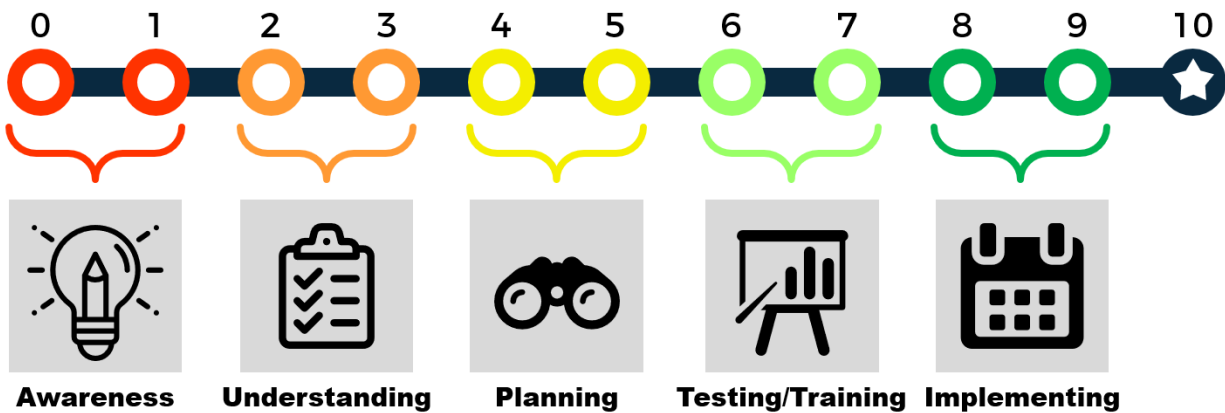 0 1 2 3 4 5 6 7 8 9 10
Awareness Understanding Planning Testing/Training Implementing